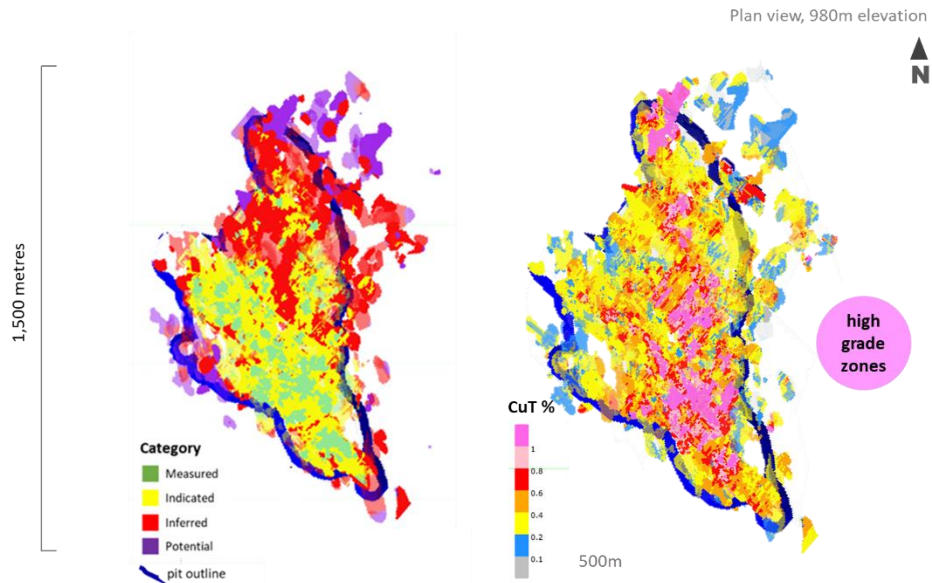 Plan view, 980m elevation
N
1,500 metres
high
grade
zones
Category
Measured
Indicated
Inferred
Potential
pit outline
CuT %
1
0.8
0.6
0.4
0.2
0.1
500m